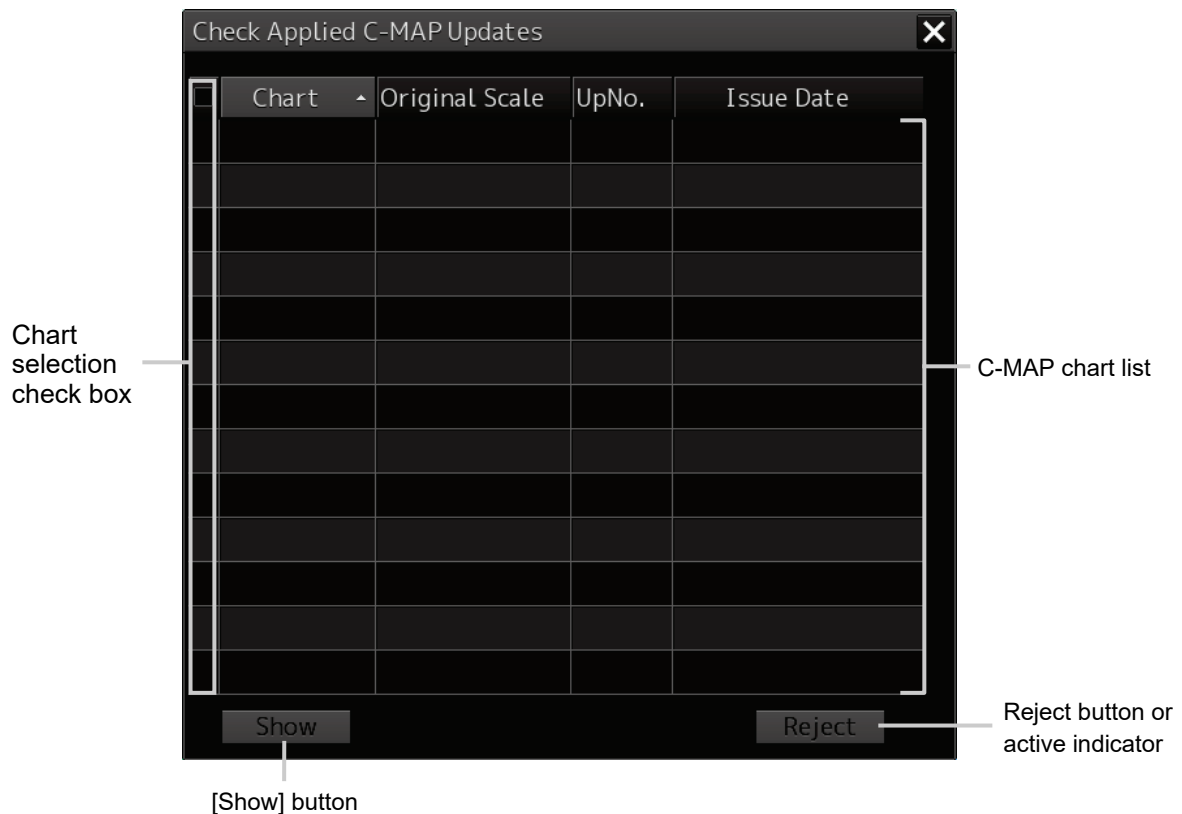 Check Applied C-MAP Updates
Chart Original Scale UpNo. Issue Date
Chart
selection
check box
C-MAP chart list
Show Reject
Reject button or
active indicator
[Show] button